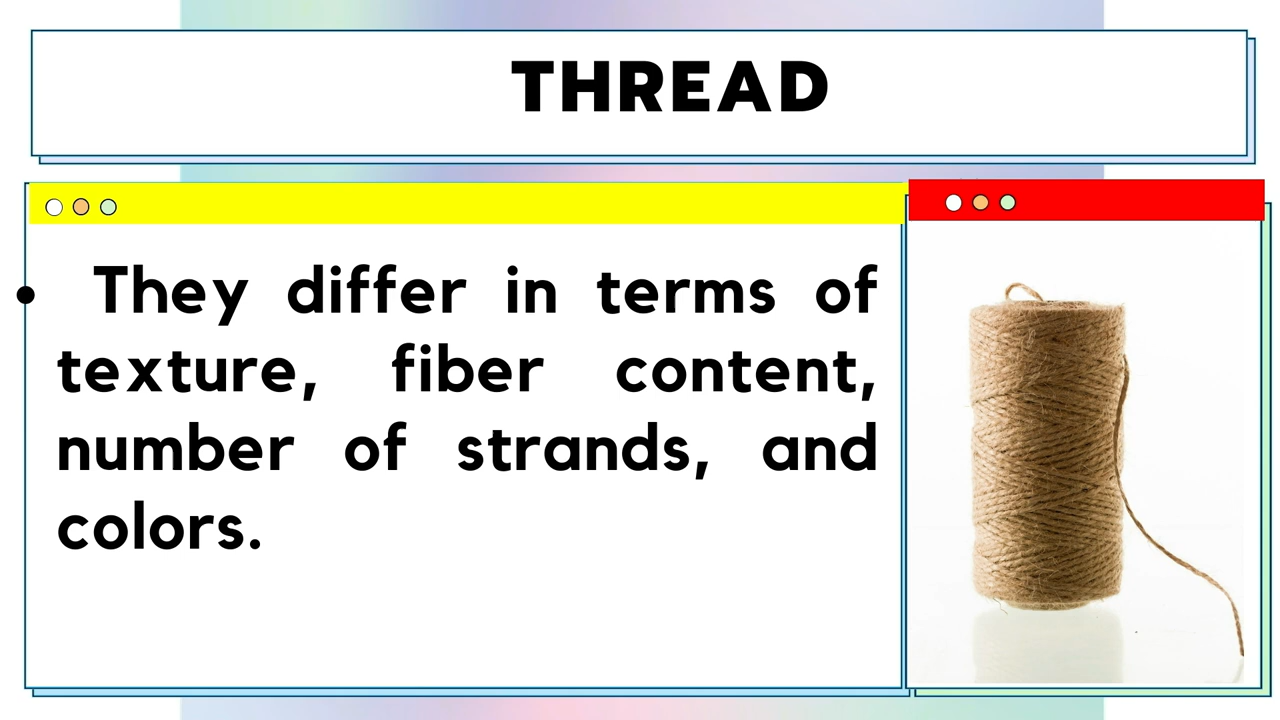 THREAD
• They differ in terms of
texture, fiber content,
number of strands, and
colors.